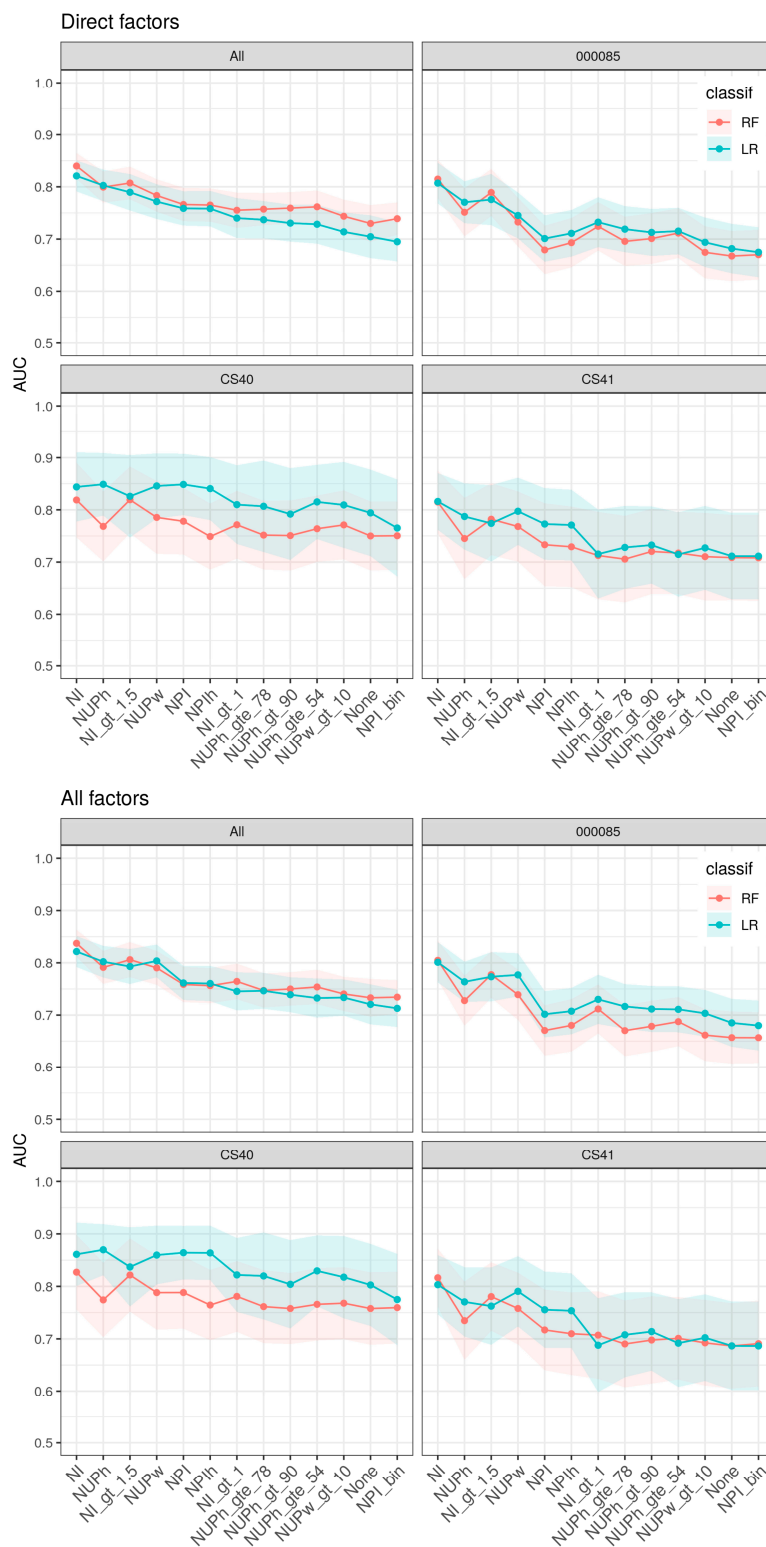 Direct factors
All
000085
1.0
0.9
0.8
0.7
0.6
0.5
classif
RF
LR
AUC
CS40
CS41
1.0
0.9
0.8
0.7
0.6
0.5
NI
NUPh
NI_gt_1.5
NUPw
NPI
NPIh
NI_gt_1
NUPh_gte_78
NUPh_gt_90
NUPh_gte_54
NUPw_gt_10
None
NPI_bin
NI
NUPh
NI_gt_1.5
NUPw
NPI
NPIh
NI_gt_1
NUPh_gte_78
NUPh_gt_90
NUPh_gte_54
NUPw_gt_10
None
NPI_bin
All factors
All
000085
1.0
0.9
0.8
0.7
0.6
0.5
classif
RF
LR
AUC
CS40
CS41
1.0
0.9
0.8
0.7
0.6
0.5
NI
NUPh
NI_gt_1.5
NUPw
NPI
NPIh
NI_gt_1
NUPh_gte_78
NUPh_gt_90
NUPh_gte_54
NUPw_gt_10
None
NPI_bin
NI
NUPh
NI_gt_1.5
NUPw
NPI
NPIh
NI_gt_1
NUPh_gte_78
NUPh_gt_90
NUPh_gte_54
NUPw_gt_10
None
NPI_bin